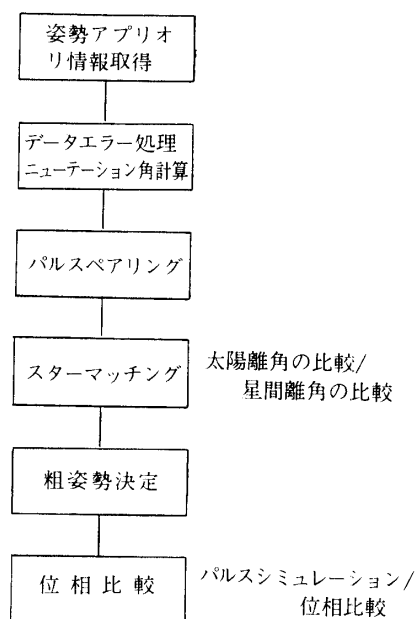 姿勢アプリオ
リ情報取得
データエラー処理
ニューテーション角計算
パルスペアリング
スターマッチング
太陽離角の比較/
星間離角の比較
粗姿勢決定
位相比較
パルスシミュレーション/
位相比較